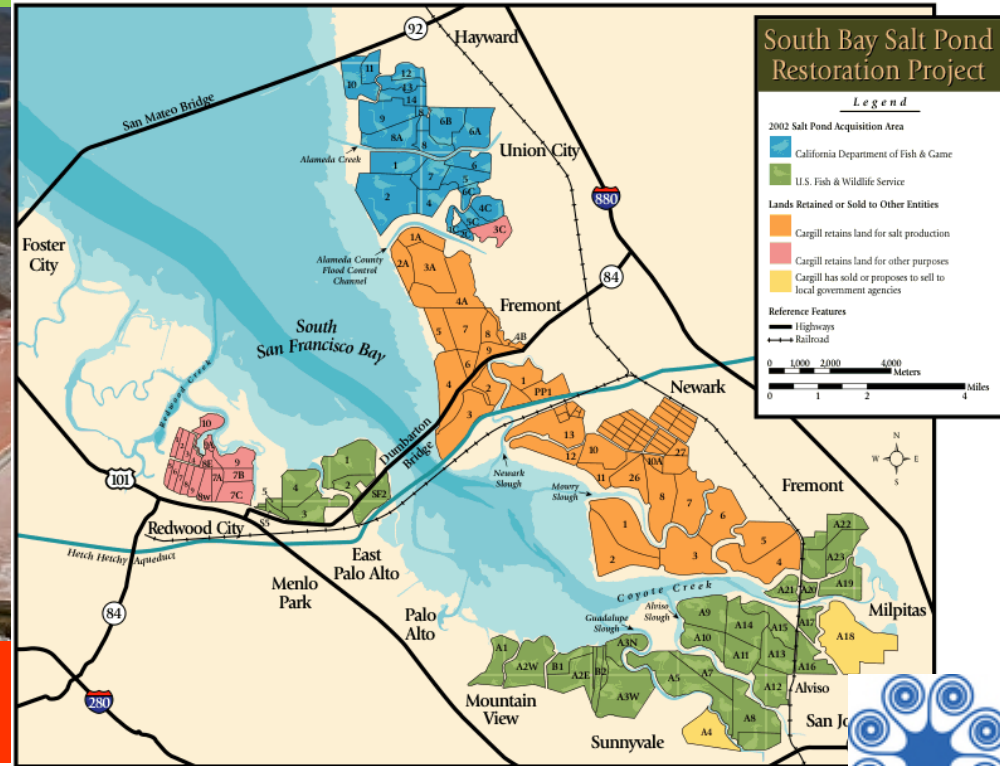 South Bay Salt Pond
Restoration Project
Legend
2002 Salt Pond Acquisition Area
California Department of Fish & Game
U.S. Fish & Wildlife Service
Lands Retained or Sold to Other Entities
Cargill retains land for salt production
Cargill retains land for other purposes
Cargill has sold or proposes to sell to
local government agencies
Reference Features
Highways
Railroad
0 1,000 2,000 4,000
Meters
Miles
0 1 2 4
N
W E
S
92
Hayward
San Mateo Bridge
11
10
12
13
14
9
8
6B
6A
8A
8
Alameda Creek
Union City
1
7
6
5
6C
2
4
4C
5C
3C
880
Foster
City
Alameda County
Flood Control
Channel
1A
2A
3A
4A
84
Fremont
South
San Francisco Bay
5
7
8
4B
9
6
4
2
1
PP1
3
Newark
Redwood Creek
10
9
7A
7B
7C
8W
101
Redwood City
S5
5
4
3
1
2
SF2
Dumbarton
Bridge
13
12
10
11
26
10A
27
Newark
Slough
Mowry
Slough
8
7
6
1
2
3
5
4
Fremont
Hetch Hetchy Aqueduct
East
Palo Alto
Menlo
Park
Palo
Alto
84
280
Coyote Creek
A22
A23
A21
A20
A19
Milpitas
Alviso
Slough
Guadalupe
Slough
A9
A14
A15
A17
A18
A10
A11
A13
A16
A12
Alviso
A1
A2W
B1
A2E
B2
A3N
A3W
A5
A7
A8
A4
Mountain
View
Sunnyvale
San Jo